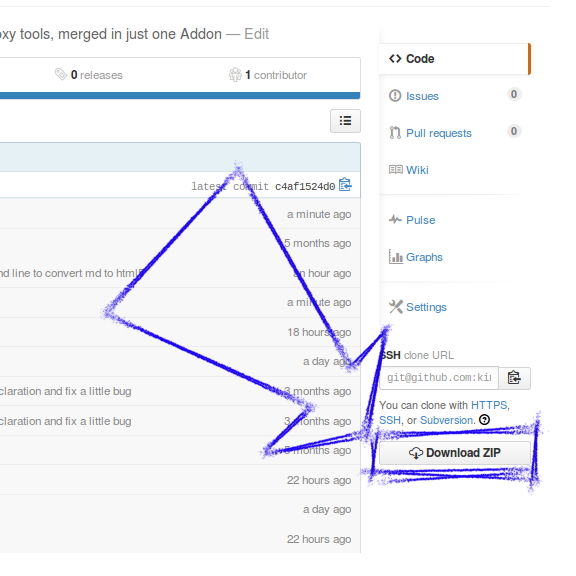 oxy tools, merged in just one Addon — Edit
0 releases
1 contributor
latest commit c4af1524d0
a minute ago
5 months ago
nd line to convert md to html5
an hour ago
a minute ago
18 hours ago
a day ago
claration and fix a little bug
3 months ago
claration and fix a little bug
3 months ago
5 months ago
22 hours ago
a day ago
22 hours ago
Code
Issues 0
Pull requests 0
Wiki
Pulse
Graphs
Settings
SSH clone URL
git@github.com:kin
You can clone with HTTPS,
SSH, or Subversion.
Download ZIP